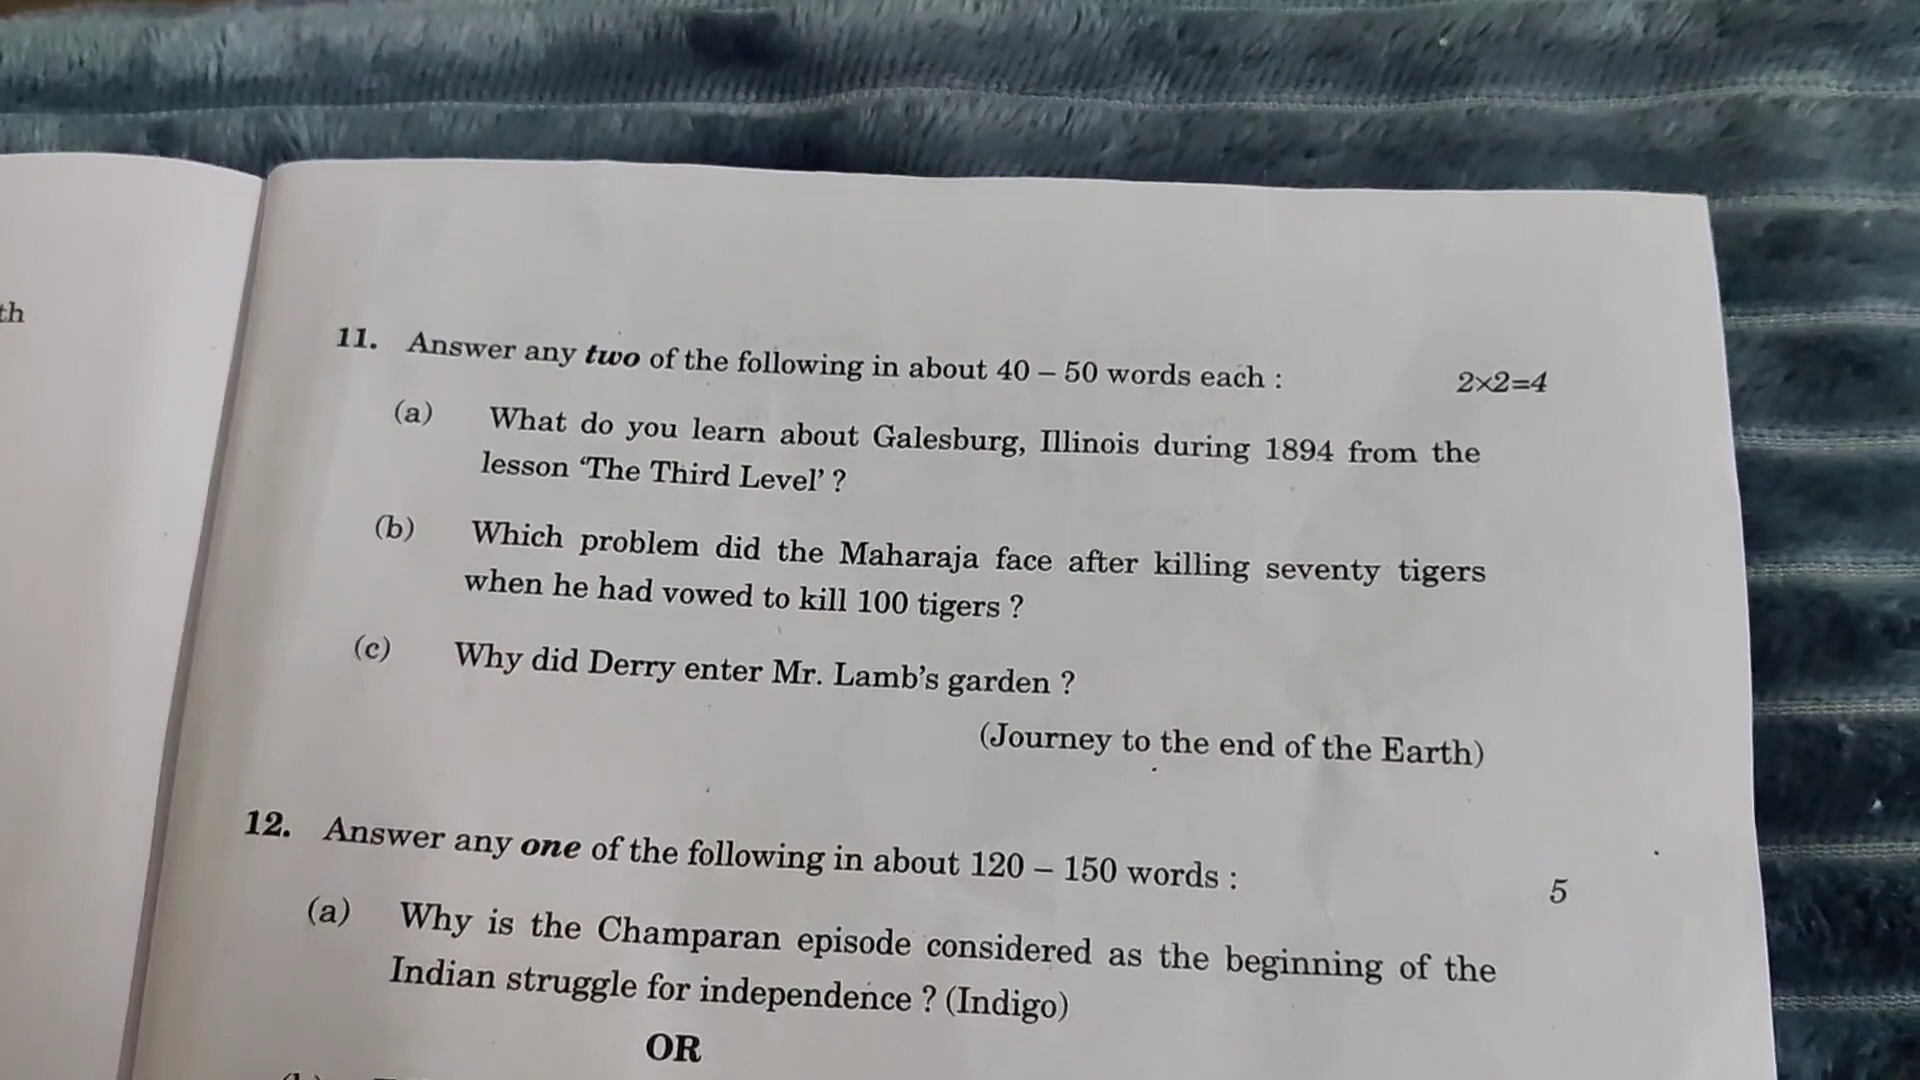 th
11. Answer any two of the following in about 40 – 50 words each : 2×2=4
(a) What do you learn about Galesburg, Illinois during 1894 from the
lesson ‘The Third Level’ ?
(b) Which problem did the Maharaja face after killing seventy tigers
when he had vowed to kill 100 tigers ?
(c) Why did Derry enter Mr. Lamb’s garden ?
(Journey to the end of the Earth)
12. Answer any one of the following in about 120 – 150 words : 5
(a) Why is the Champaran episode considered as the beginning of the
Indian struggle for independence ? (Indigo)
OR